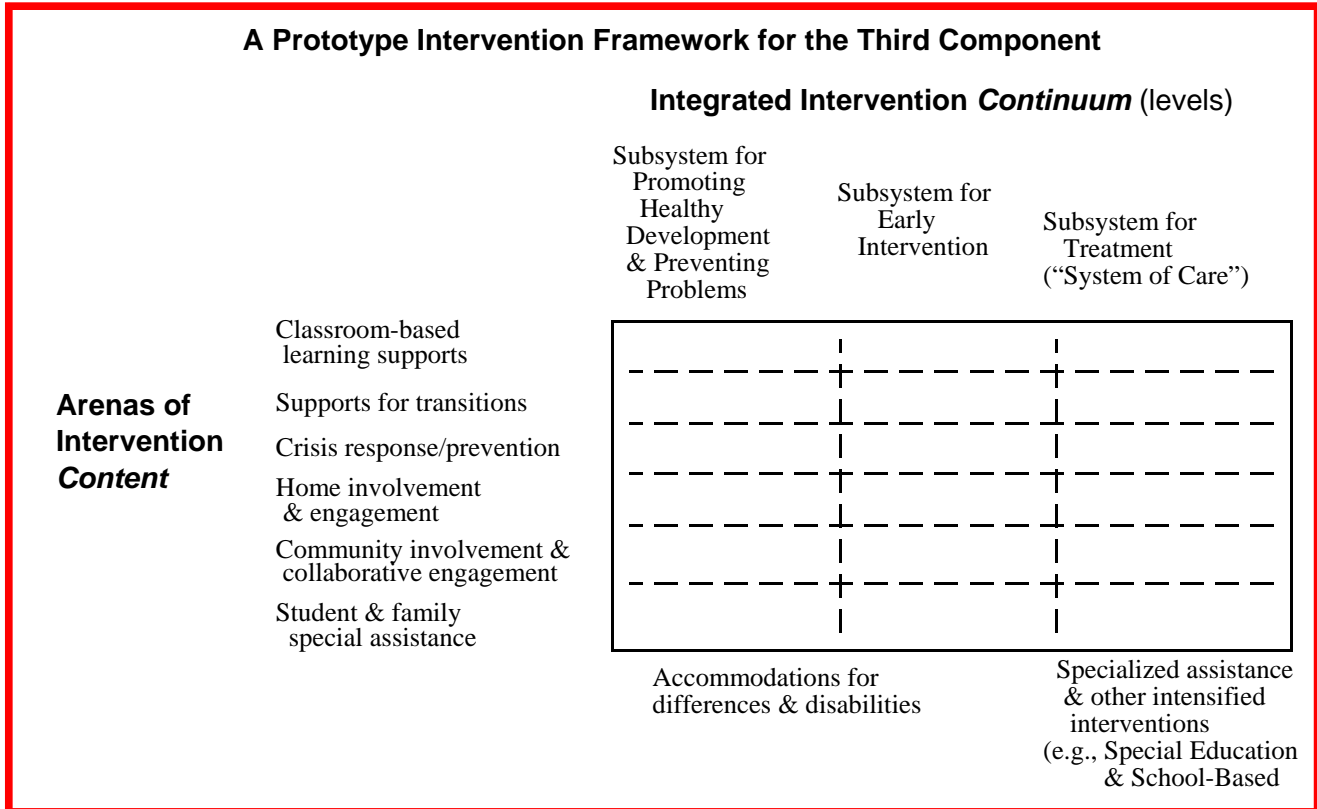 A Prototype Intervention Framework for the Third Component
Integrated Intervention Continuum (levels)
Subsystem for
Promoting
Healthy
Development
& Preventing
Problems
Subsystem for
Early
Intervention
Subsystem for
Treatment
(“System of Care”)
Arenas of
Intervention
Content
Classroom-based
learning supports
Supports for transitions
Crisis response/prevention
Home involvement
& engagement
Community involvement &
collaborative engagement
Student & family
special assistance
Accommodations for
differences & disabilities
Specialized assistance
& other intensified
interventions
(e.g., Special Education
& School-Based